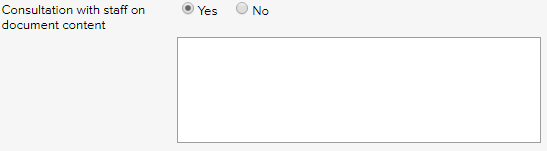 Consultation with staff on Yes No
document content